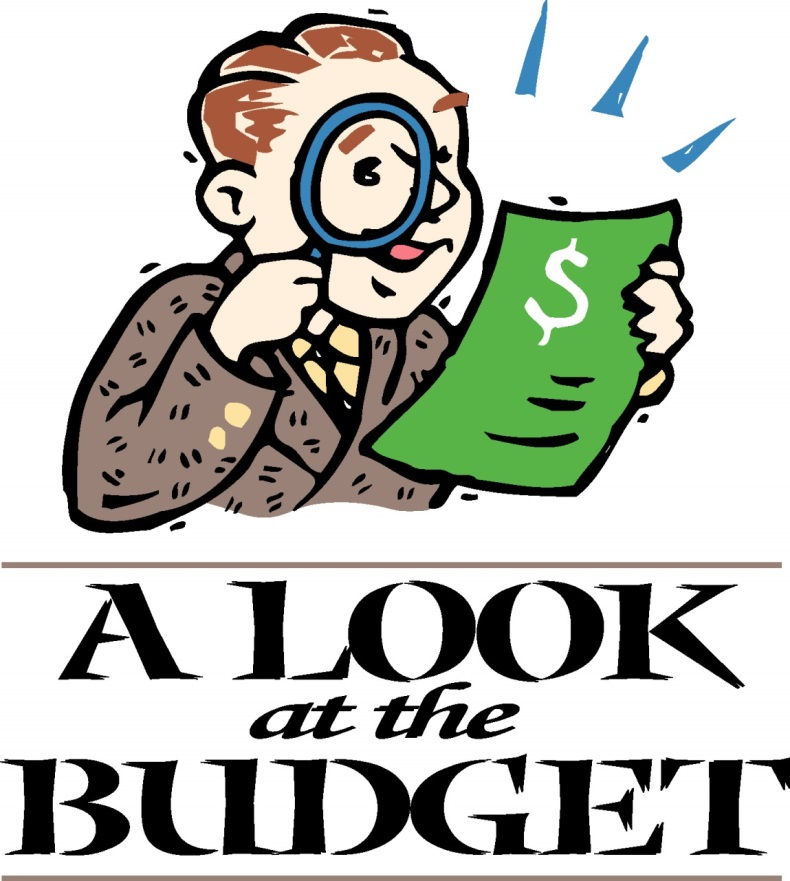 $
A LOOK
at the
BUDGET